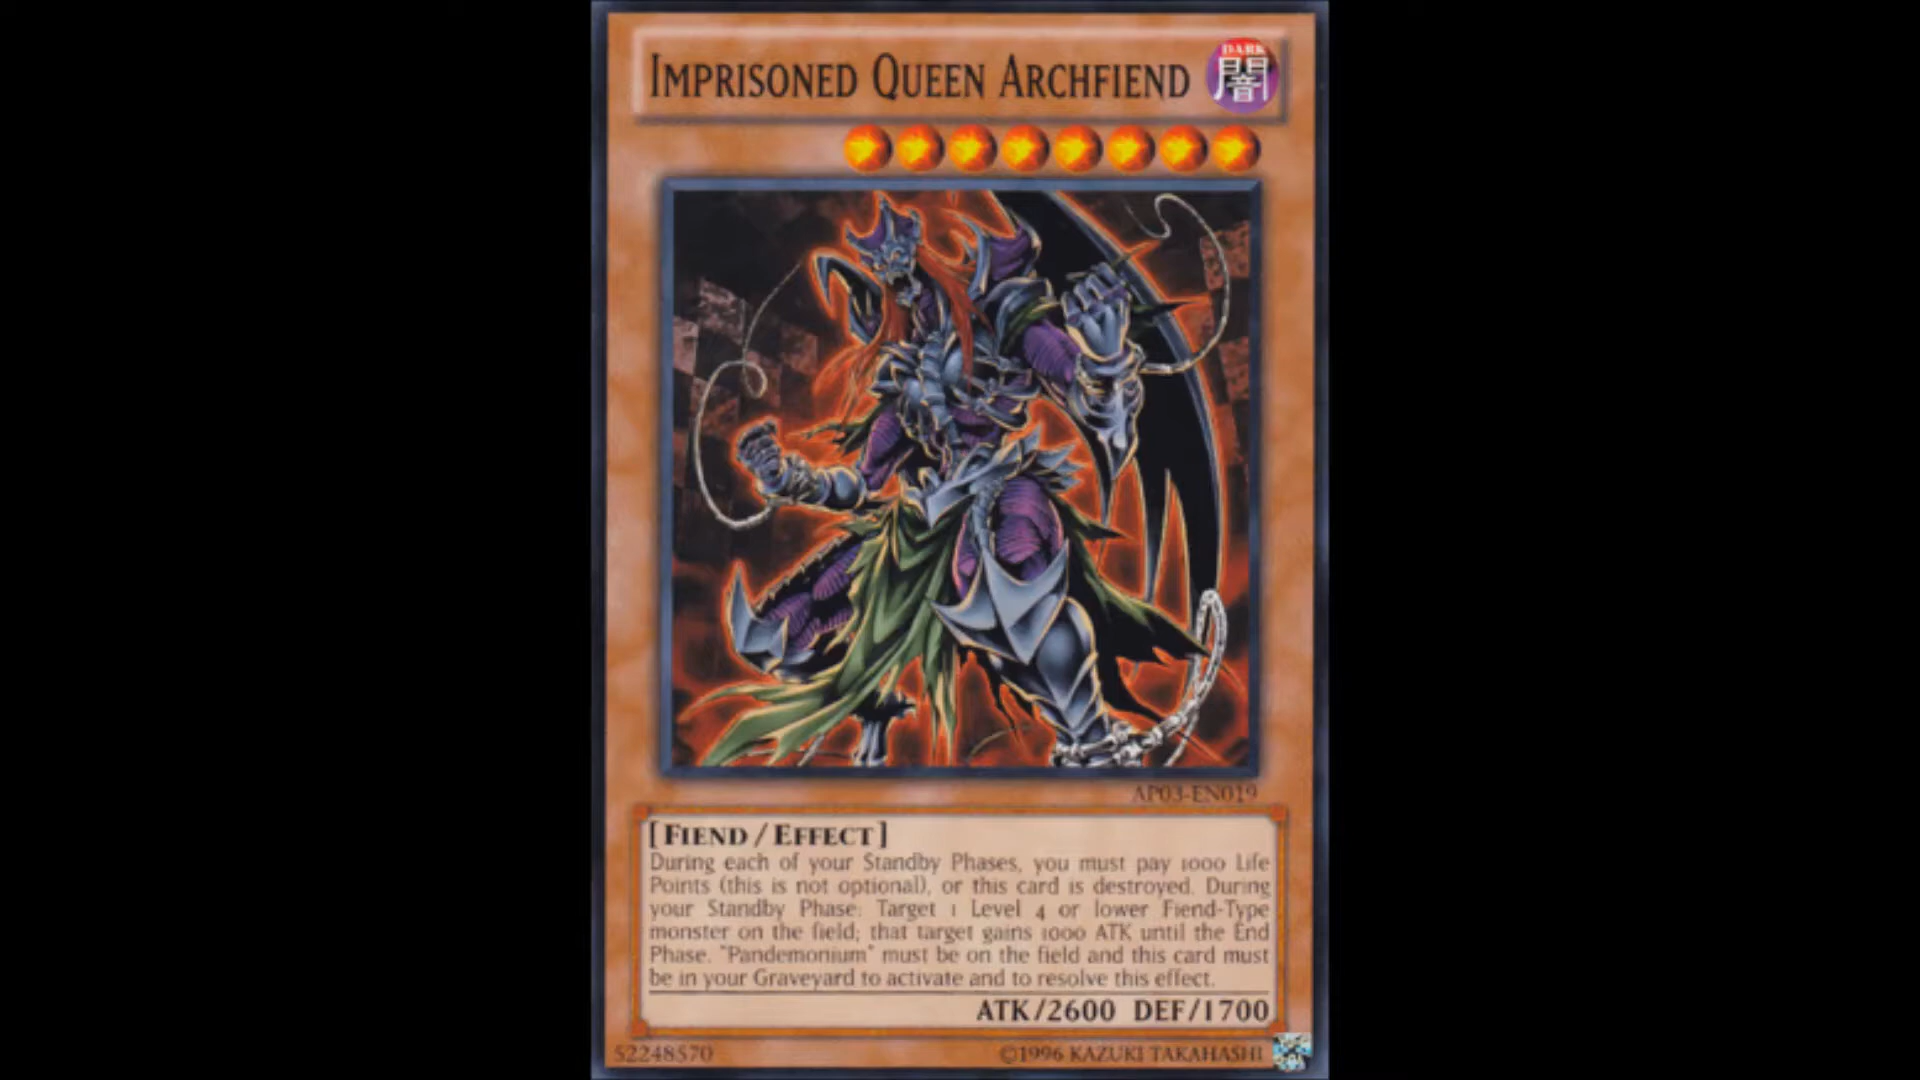 IMPRISONED QUEEN ARCHFIEND
DARK
闇
AP03-EN019
[FIEND/EFFECT]
During each of your Standby Phases, you must pay 1000 Life
Points (this is not optional), or this card is destroyed. During
your Standby Phase: Target 1 Level 4 or lower Fiend-Type
monster on the field; that target gains 1000 ATK until the End
Phase. "Pandemonium" must be on the field and this card must
be in your Graveyard to activate and to resolve this effect.
ATK/2600 DEF/1700
52248570
©1996 KAZUKI TAKAHASHI